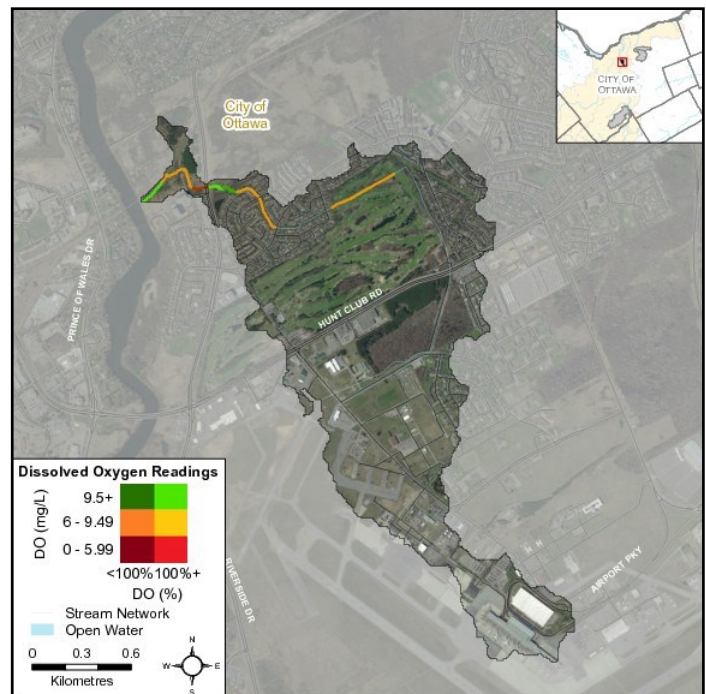 City of
Ottawa
CITY OF
OTTAWA
PRINCE OF WALES DR
HUNT CLUB RD
RIVERSIDE DR
AIRPORT PKY
Dissolved Oxygen Readings
DO (mg/L)
9.5+
6 - 9.49
0 - 5.99
<100% 100%+
DO (%)
Stream Network
Open Water
0 0.3 0.6
Kilometres
N
W E
S